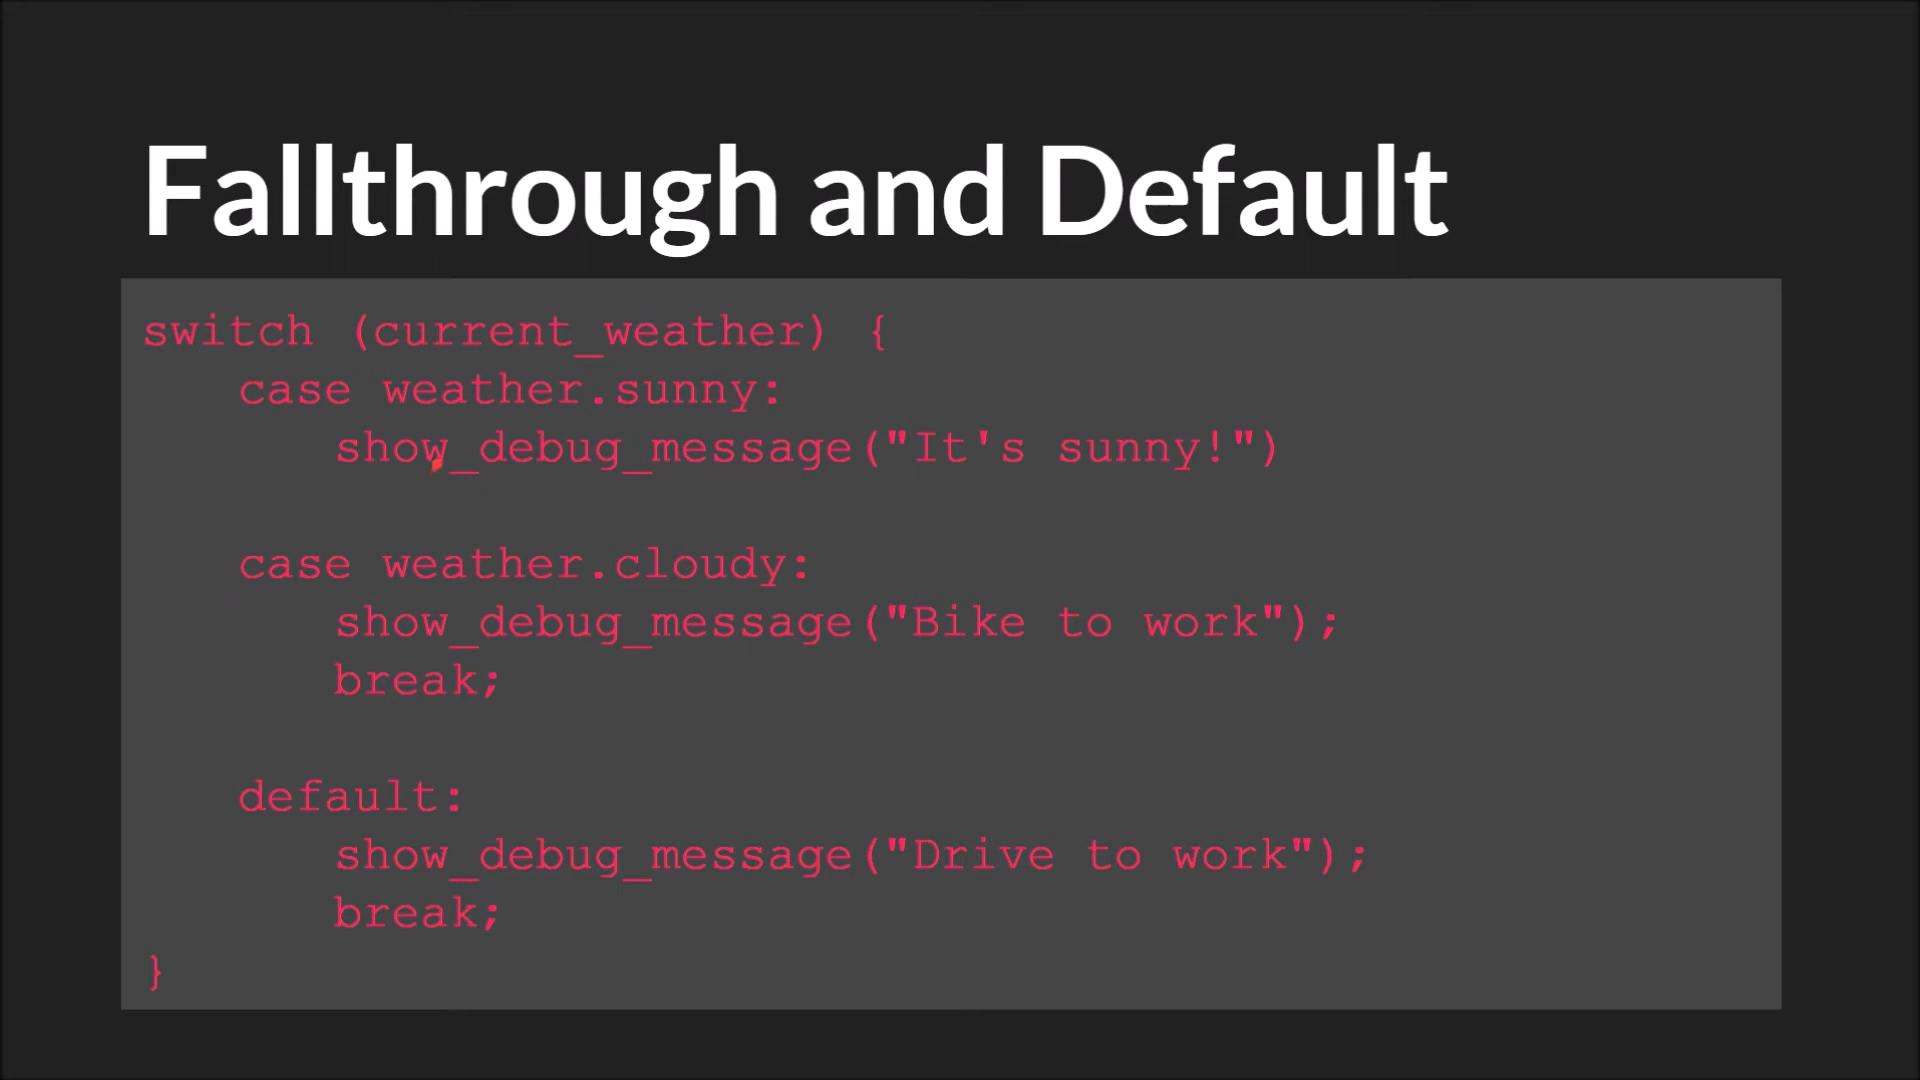 Fallthrough and Default
switch (current_weather) {
    case weather.sunny:
        show_debug_message("It's sunny!")
    case weather.cloudy:
        show_debug_message("Bike to work");
        break;
    default:
        show_debug_message("Drive to work");
        break;
}